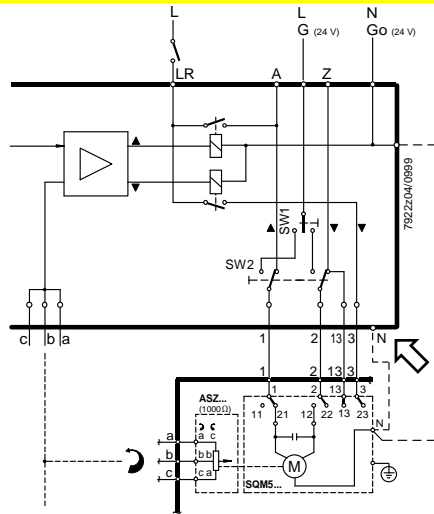 L L N
G (24 V) Go (24 V)
LR A Z
7922z04/0999
SW1
SW2
c b a 1 2 13 3 N
1 2 13 3
ASZ...
(1000 Ω)
1 2 13 3
11 21 12 22 13 23
a a c N
b b b
c c a M
SQM5...